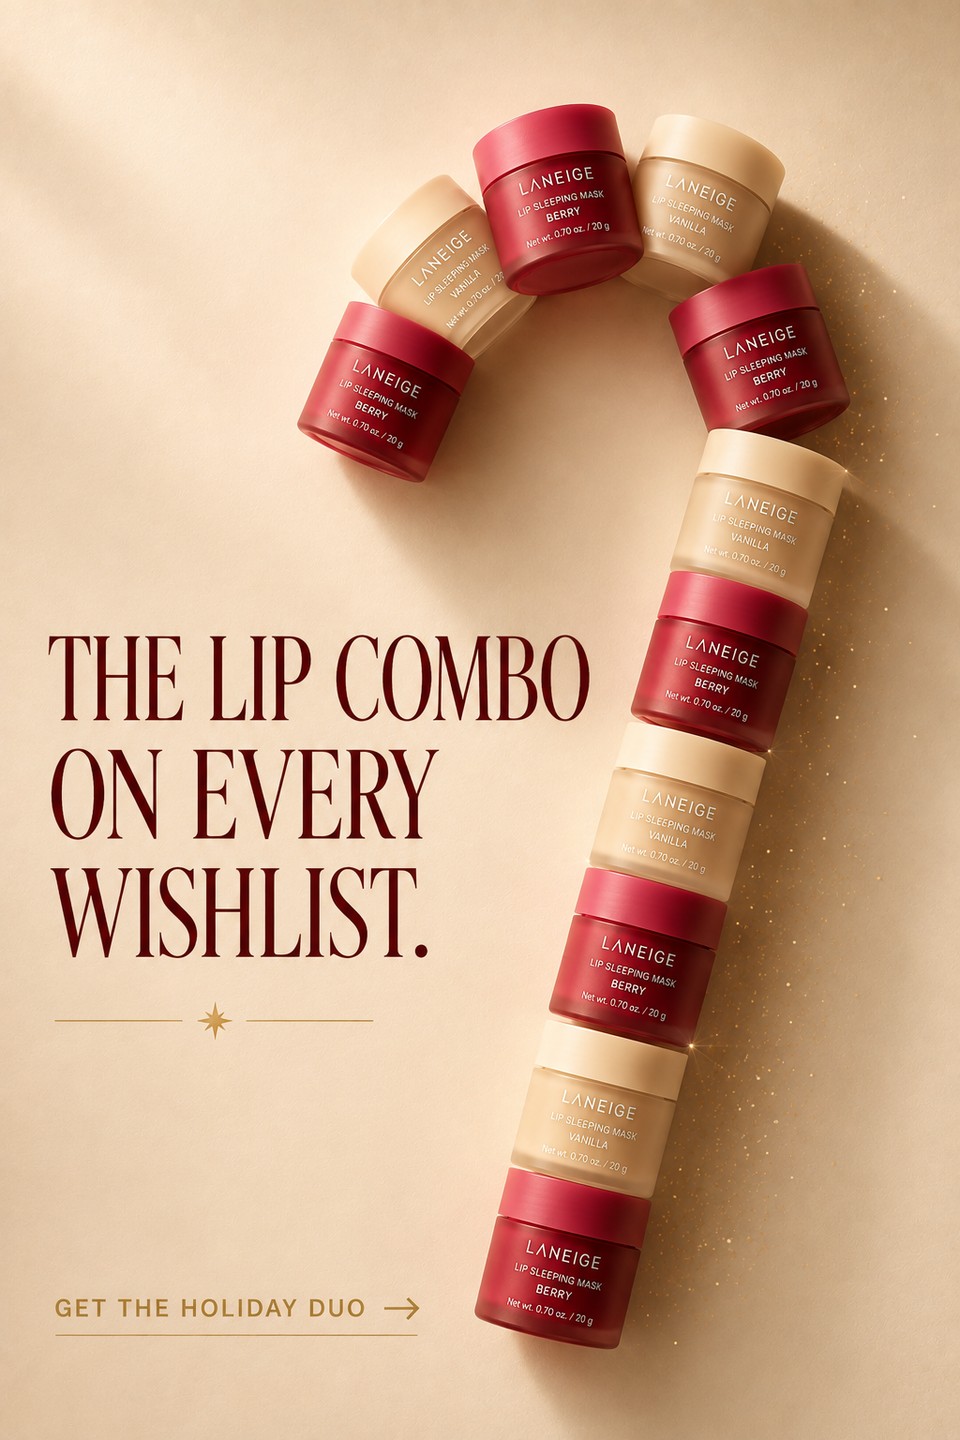 LANEIGE
LIP SLEEPING MASK
BERRY
Net wt. 0.70 oz. / 20 g
LANEIGE
LIP SLEEPING MASK
VANILLA
Net wt. 0.70 oz. / 20 g
LANEIGE
LIP SLEEPING MASK
VANILLA
Net wt. 0.70 oz. / 20
LANEIGE
LIP SLEEPING MASK
BERRY
Net wt. 0.70 oz. / 20 g
LANEIGE
LIP SLEEPING MASK
BERRY
Net wt. 0.70 oz. / 20 g
LANEIGE
LIP SLEEPING MASK
VANILLA
Net wt. 0.70 oz. / 20 g
LANEIGE
LIP SLEEPING MASK
BERRY
Net wt. 0.70 oz. / 20 g
THE LIP COMBO
ON EVERY
WISHLIST.
LANEIGE
LIP SLEEPING MASK
VANILLA
Net wt. 0.70 oz. / 20 g
LANEIGE
LIP SLEEPING MASK
BERRY
Net wt. 0.70 oz. / 20 g
LANEIGE
LIP SLEEPING MASK
VANILLA
Net wt. 0.70 oz. / 20 g
LANEIGE
LIP SLEEPING MASK
BERRY
Net wt. 0.70 oz. / 20 g
GET THE HOLIDAY DUO →